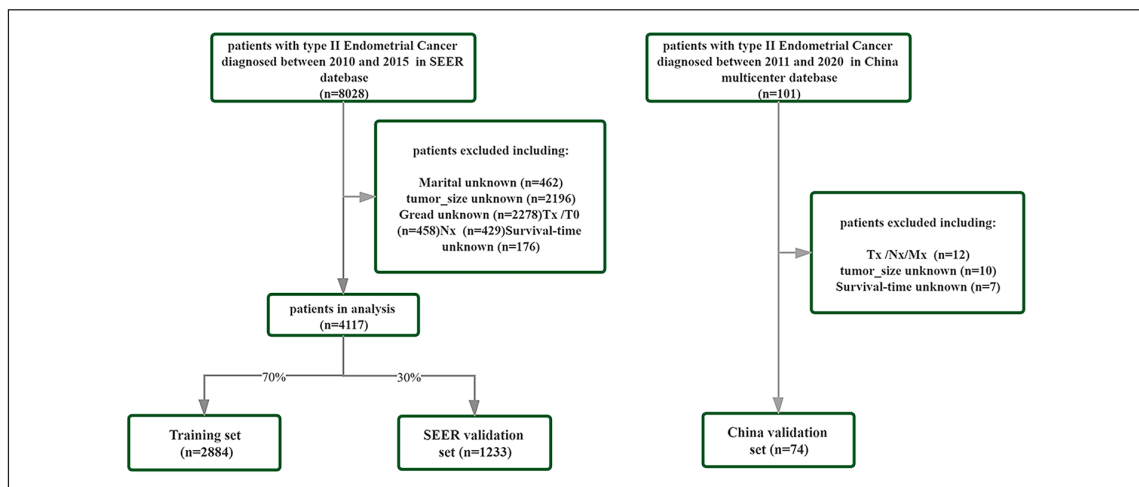 patients with type II Endometrial Cancer
diagnosed between 2010 and 2015 in SEER
datebase
(n=8028)
patients excluded including:
Marital unknown (n=462)
tumor_size unknown (n=2196)
Gread unknown (n=2278)Tx /T0
(n=458)Nx (n=429)Survival-time
unknown (n=176)
patients in analysis
(n=4117)
70%
30%
Training set
(n=2884)
SEER validation
set (n=1233)
patients with type II Endometrial Cancer
diagnosed between 2011 and 2020 in China
multicenter datebase
(n=101)
patients excluded including:
Tx /Nx/Mx (n=12)
tumor_size unknown (n=10)
Survival-time unknown (n=7)
China validation
set (n=74)